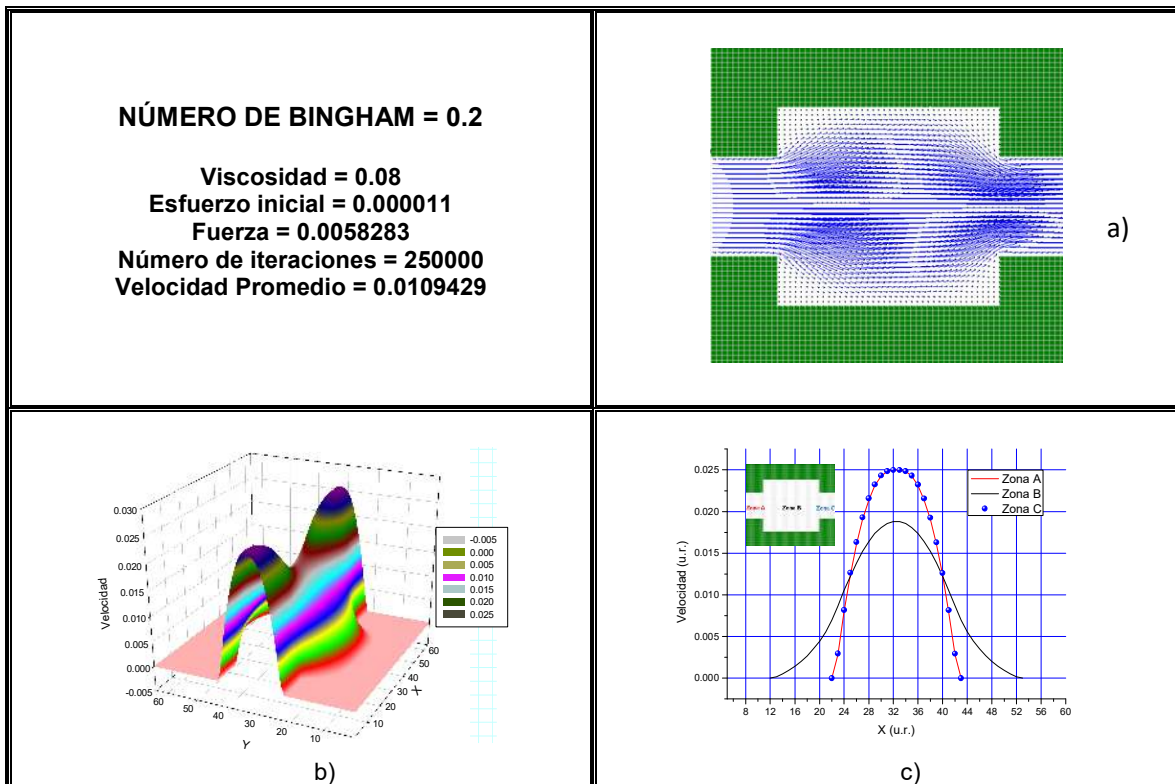 NÚMERO DE BINGHAM = 0.2
Viscosidad = 0.08
Esfuerzo inicial = 0.000011
Fuerza = 0.0058283
Número de iteraciones = 250000
Velocidad Promedio = 0.0109429
a)
0.030
0.025
0.020
0.015
0.010
0.005
0.000
-0.005
Velocidad
60
50
40
30
20
10
Y
10
20
30
40
50
60
X
-0.005
0.000
0.005
0.010
0.015
0.020
0.025
b)
0.025
0.020
0.015
0.010
0.005
0.000
Velocidad (u.r.)
Zona A
Zona B
Zona C
Zona A
Zona B
Zona C
8 12 16 20 24 28 32 36 40 44 48 52 56 60
X (u.r.)
c)